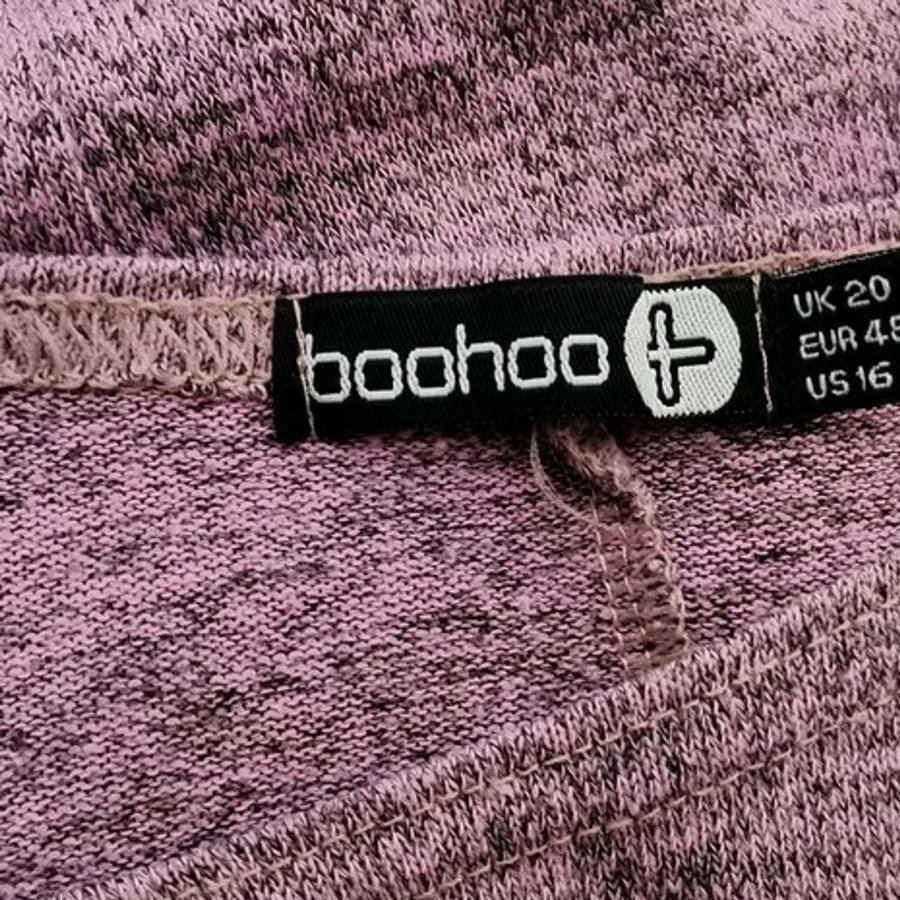 boohoo +
UK 20
EUR 48
US 16